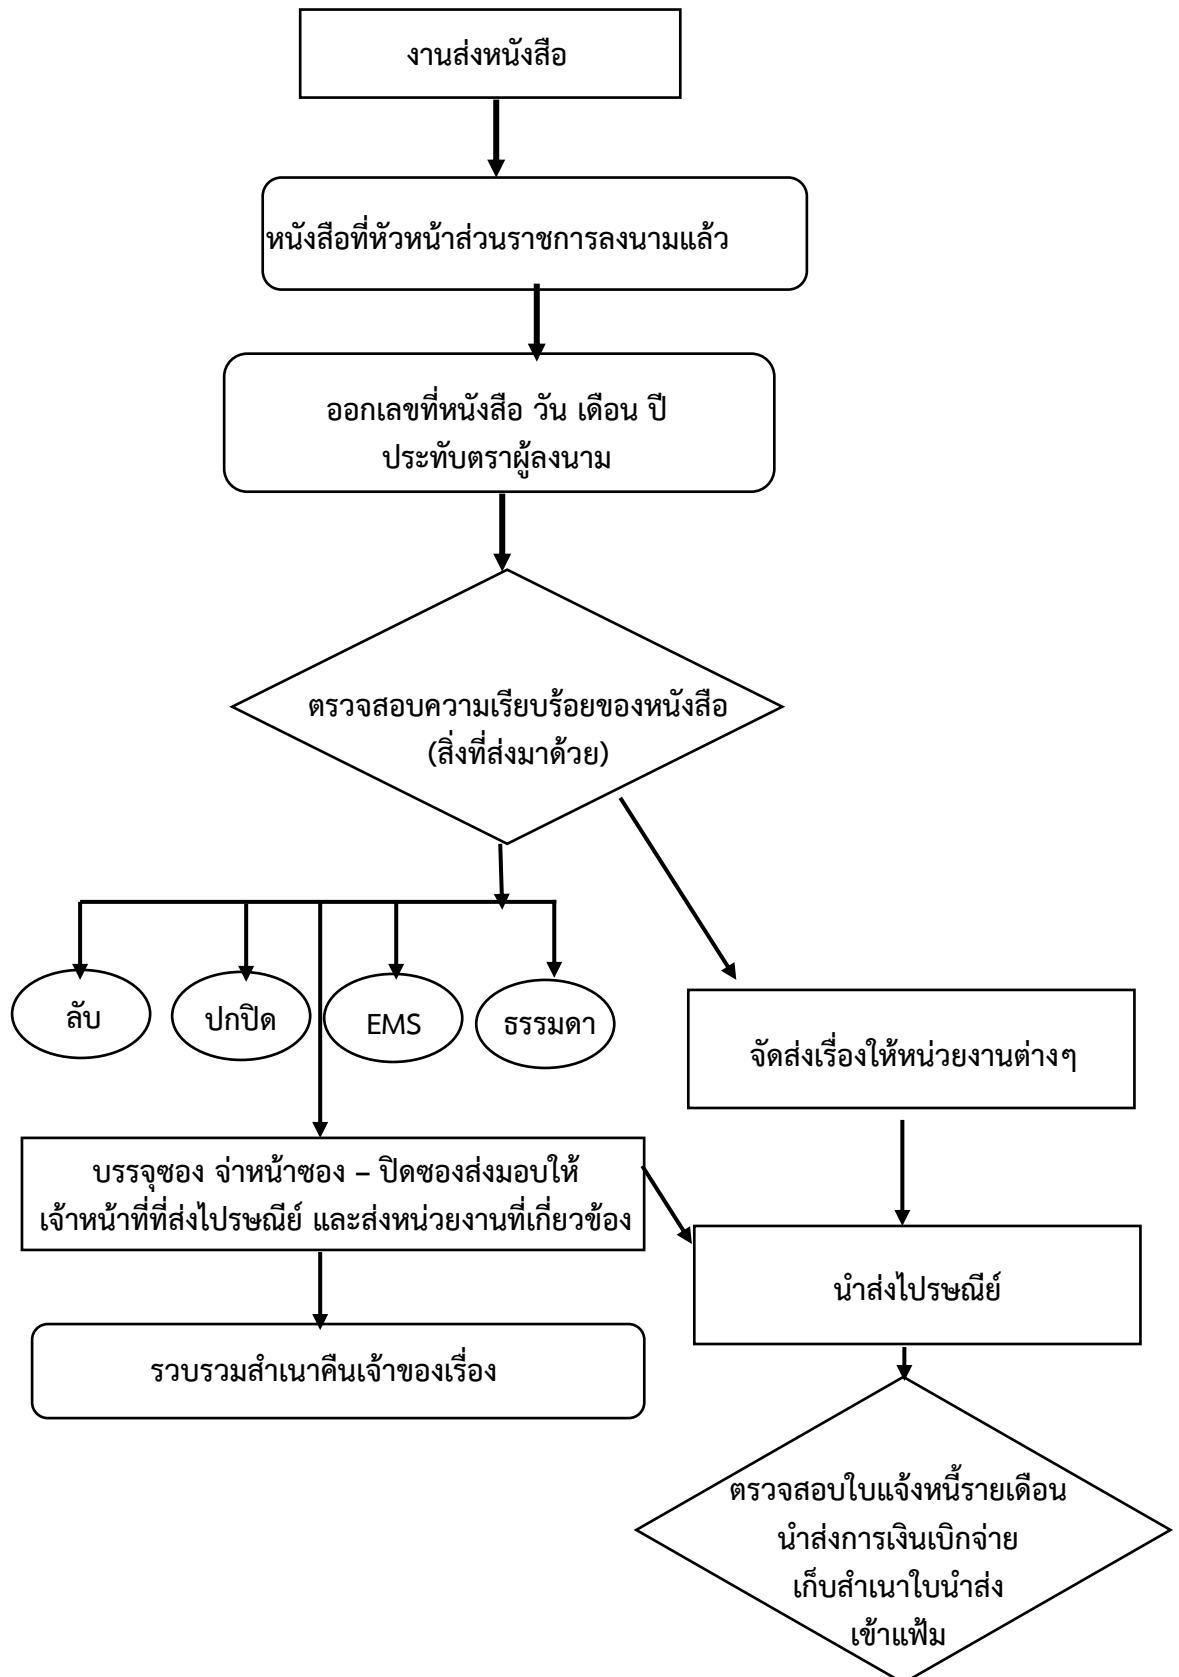 งานส่งหนังสือ
หนังสือที่หัวหน้าส่วนราชการลงนามแล้ว
ออกเลขที่หนังสือ วัน เดือน ปี
ประทับตราผู้ลงนาม
ตรวจสอบความเรียบร้อยของหนังสือ
(สิ่งที่ส่งมาด้วย)
ลับ
ปกปิด
EMS
ธรรมดา
จัดส่งเรื่องให้หน่วยงานต่างๆ
บรรจุซอง จ่าหน้าซอง – ปิดซองส่งมอบให้
เจ้าหน้าที่ที่ส่งไปรษณีย์ และส่งหน่วยงานที่เกี่ยวข้อง
นำส่งไปรษณีย์
รวบรวมสำเนาคืนเจ้าของเรื่อง
ตรวจสอบใบแจ้งหนี้รายเดือน
นำส่งการเงินเบิกจ่าย
เก็บสำเนาใบนำส่ง
เข้าแฟ้ม